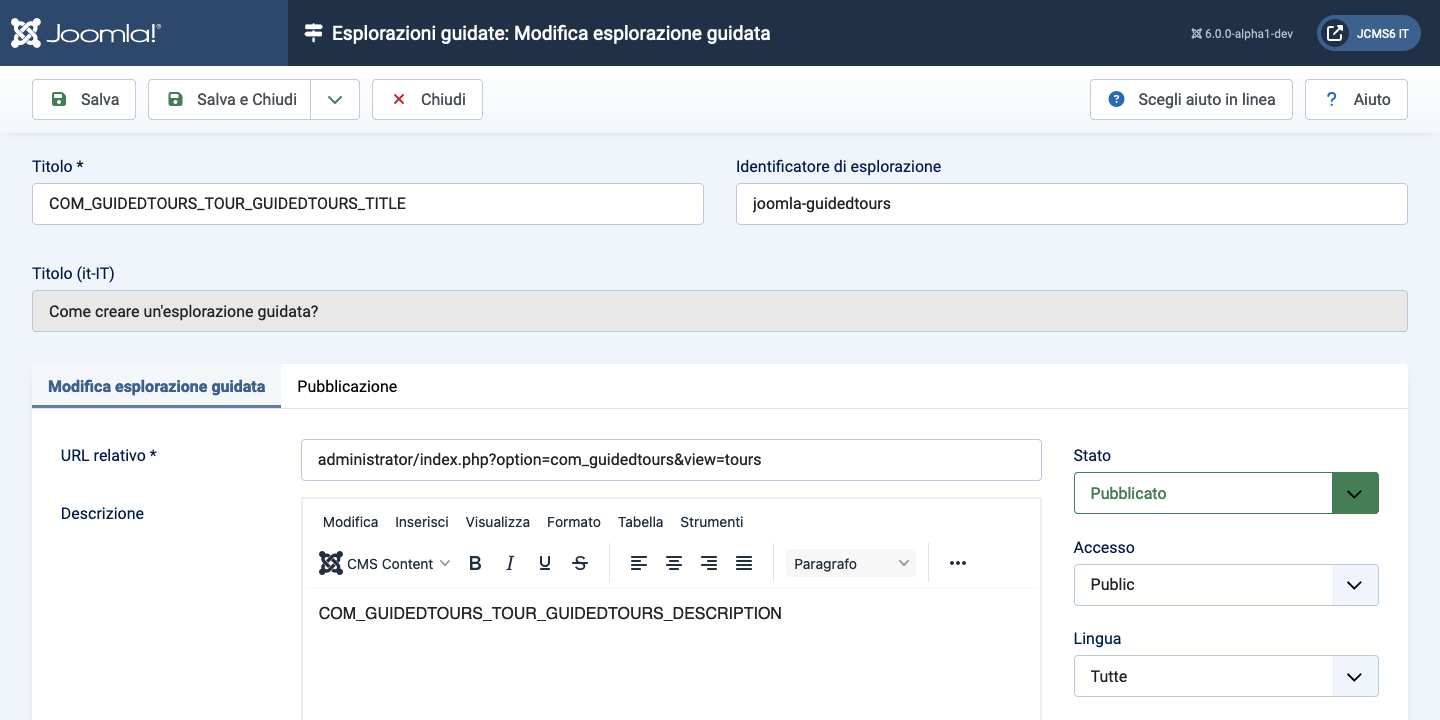 Joomla!®
Esplorazioni guidate: Modifica esplorazione guidata
6.0.0-alpha1-dev
JCMS6 IT
Salva
Salva e Chiudi
Chiudi
Scegli aiuto in linea
? Aiuto
Titolo *
Identificatore di esplorazione
COM_GUIDEDTOURS_TOUR_GUIDEDTOURS_TITLE
joomla-guidedtours
Titolo (it-IT)
Come creare un'esplorazione guidata?
Modifica esplorazione guidata
Pubblicazione
URL relativo *
administrator/index.php?option=com_guidedtours&view=tours
Stato
Pubblicato
Descrizione
Modifica Inserisci Visualizza Formato Tabella Strumenti
CMS Content B I U S Paragrafo
COM_GUIDEDTOURS_TOUR_GUIDEDTOURS_DESCRIPTION
Accesso
Public
Lingua
Tutte